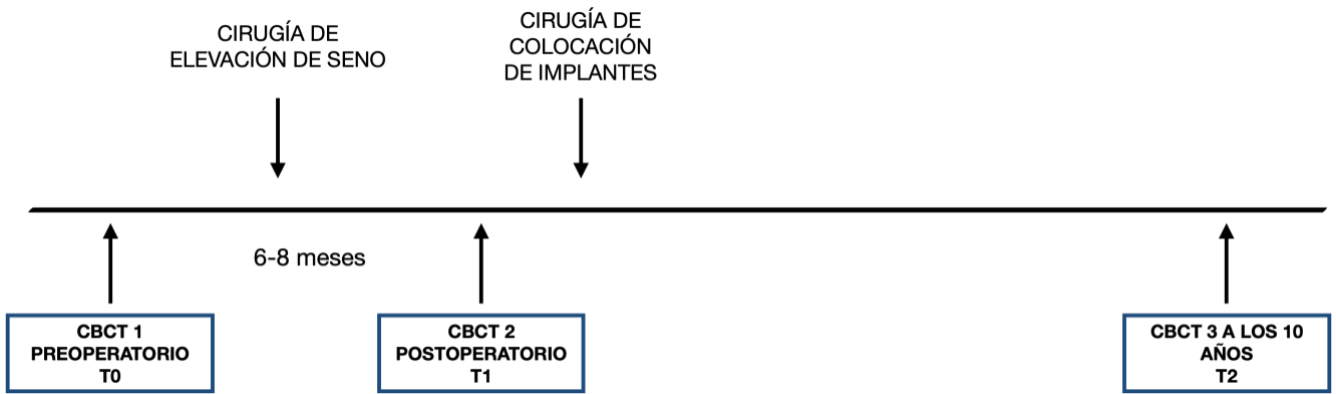 CIRUGÍA DE
ELEVACIÓN DE SENO
CIRUGÍA DE
COLOCACIÓN
DE IMPLANTES
6-8 meses
CBCT 1
PREOPERATORIO
T0
CBCT 2
POSTOPERATORIO
T1
CBCT 3 A LOS 10
AÑOS
T2